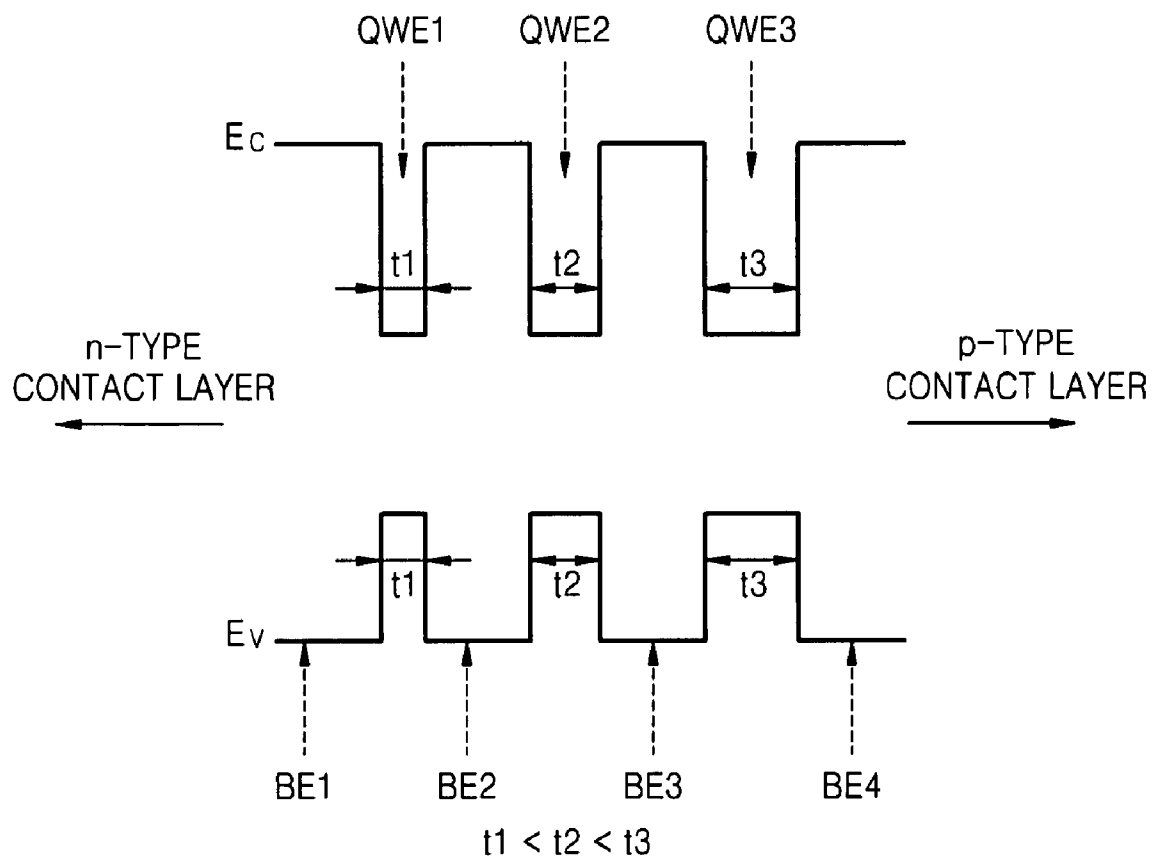 QWE1 QWE2 QWE3
Ec
t1 t2 t3
n-TYPE
CONTACT LAYER
p-TYPE
CONTACT LAYER
t1 t2 t3
Ev
BE1 BE2 BE3 BE4
t1 < t2 < t3